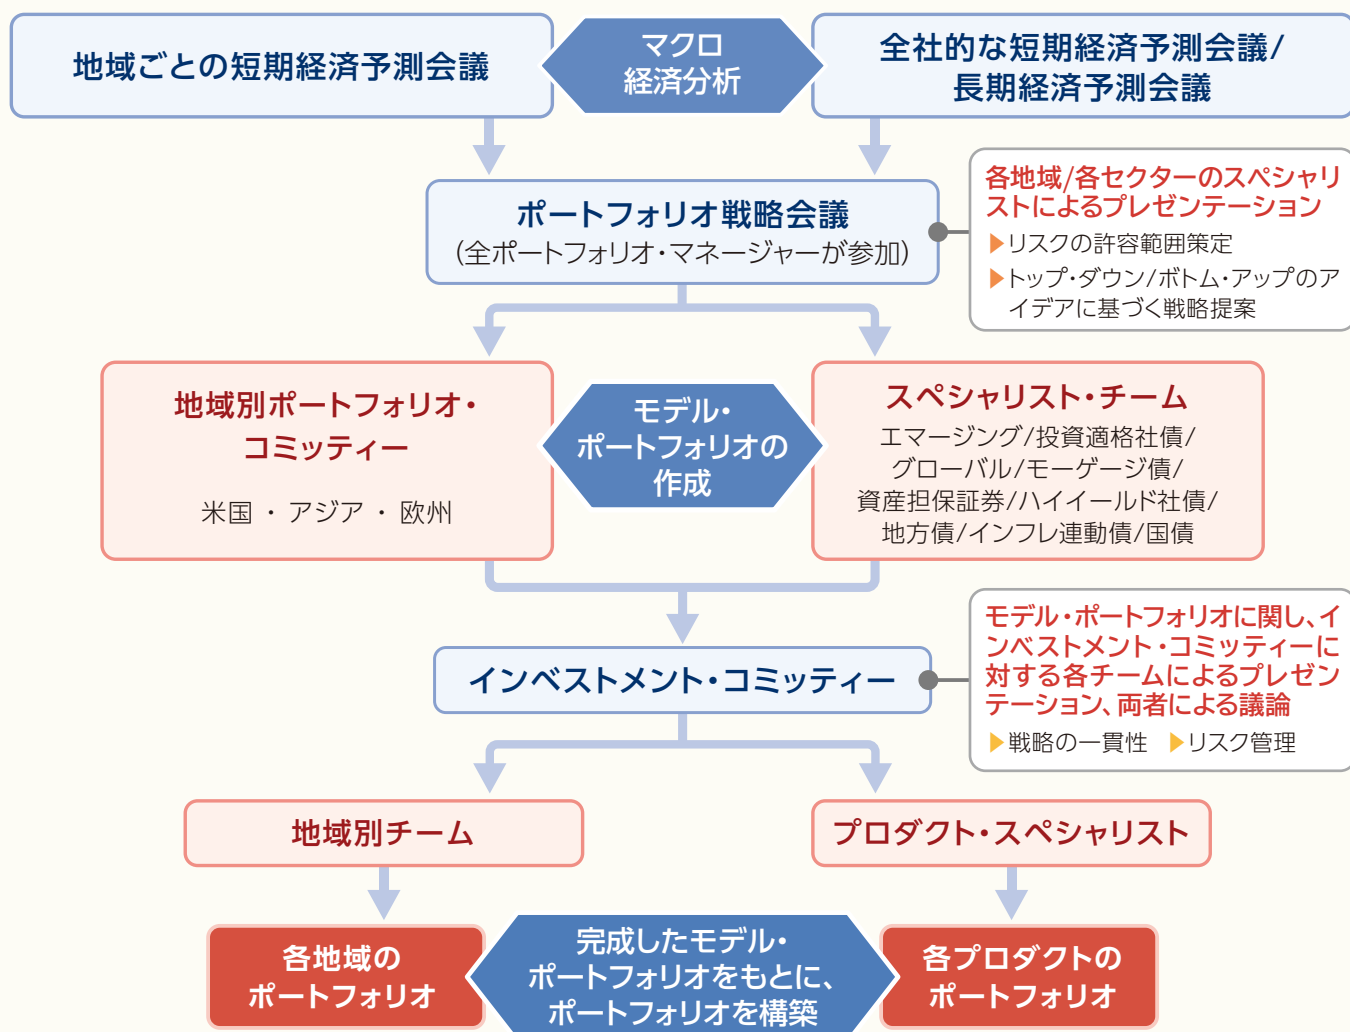 地域ごとの短期経済予測会議
マクロ
経済分析
全社的な短期経済予測会議/
長期経済予測会議
ポートフォリオ戦略会議
(全ポートフォリオ・マネージャーが参加)
各地域/各セクターのスペシャリ
ストによるプレゼンテーション
▶リスクの許容範囲策定
▶トップ・ダウン/ボトム・アップのア
イデアに基づく戦略提案
地域別ポートフォリオ・
コミッティー
米国 ・ アジア ・ 欧州
モデル・
ポートフォリオの
作成
スペシャリスト・チーム
エマージング/投資適格社債/
グローバル/モーゲージ債/
資産担保証券/ハイイールド社債/
地方債/インフレ連動債/国債
インベストメント・コミッティー
モデル・ポートフォリオに関し、イ
ンベストメント・コミッティーに
対する各チームによるプレゼン
テーション、両者による議論
▶戦略の一貫性 ▶リスク管理
地域別チーム
プロダクト・スペシャリスト
各地域の
ポートフォリオ
完成したモデル・
ポートフォリオをもとに、
ポートフォリオを構築
各プロダクトの
ポートフォリオ